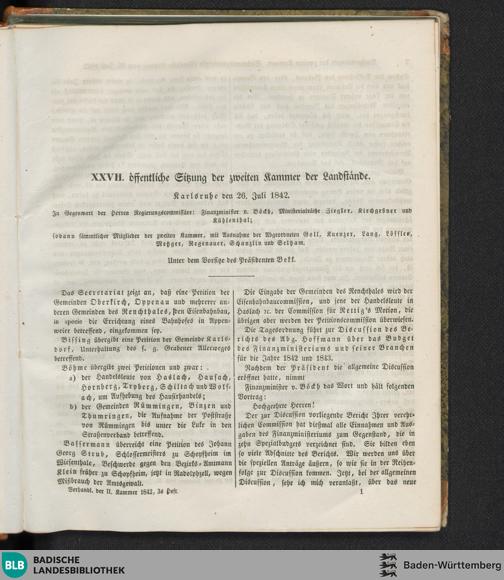 XXVII. öffentliche Sitzung der zweiten Kammer der Landstände.
Karlsruhe den 26. Juli 1842.
In Gegenwart der Herren Regierungscommissäre: Finanzminister v. Böckh, Ministerialräthe Ziegler, Kirchgeßner und
Kühlenthal;
sodann sämmtlicher Mitglieder der zweiten Kammer, mit Ausnahme der Abgeordneten Goll, Kuenzer, Lang, Löffler,
Metzger, Regenauer, Schanzlin und Seltzam.
Unter dem Vorsitze des Präsidenten Bekk.
Das Secretariat zeigt an, daß eine Petition der
Gemeinden Oberkirch, Oppenau und mehrerer an-
deren Gemeinden des Renchthales, den Eisenbahnbau,
in specie die Errichtung eines Bahnhofes in Appen-
weier betreffend, eingekommen sey.
Bissing übergibt eine Petition der Gemeinde Karls-
dorf, Unterhaltung des s. g. Grabener Alleeweges
betreffend.
Böhme übergibt zwei Petitionen und zwar:
a) der Handelsleute von Haslach, Hausach,
Hornberg, Tryberg, Schiltach und Wolf-
ach, um Aufhebung des Hausirhandels;
b) der Gemeinden Rümmingen, Binzen und
Thumringen, die Aufnahme der Poststraße
von Rümmingen bis unter die Luke in den
Straßenverband betreffend.
Bassermann überreicht eine Petition des Johann
Georg Strub, Schlossermeisters zu Schopfheim im
Wiesenthale, Beschwerde gegen den Bezirks-Amtmann
Klein früher zu Schopfheim, jetzt in Radolphzell, wegen
Mißbrauch der Amtsgewalt.
Verhandl. der II. Kammer 1842, 3s Heft.
Die Eingabe der Gemeinden des Renchthales wird der
Eisenbahnbaucommission, und jene der Handelsleute in
Haslach ꝛc. der Commission für Rettig's Motion, die
übrigen aber werden der Petitionscommission überwiesen.
Die Tagesordnung führt zur Discussion des Be-
richts des Abg. Hoffmann über das Budget
des Finanzministeriums und seiner Branchen
für die Jahre 1842 und 1843.
Nachdem der Präsident die allgemeine Discussion
eröffnet hatte, nimmt
Finanzminister v. Böckh das Wort und hält folgenden
Vortrag:
Hochgeehrte Herren!
Der zur Discussion vorliegende Bericht Ihrer verehr-
lichen Commission hat diesmal alle Einnahmen und Aus-
gaben des Finanzministeriums zum Gegenstand, die in
zehn Spezialbudgets verzeichnet sind. Sie bilden eben
so viele Abschnitte des Berichts. Wir werden uns über
die speziellen Anträge äußern, so wie sie in der Reihen-
folge zur Discussion kommen. Jetzt, bei der allgemeinen
Discussion, sehe ich mich veranlaßt, über das neue
1
BLB
BADISCHE
LANDESBIBLIOTHEK
Baden-Württemberg